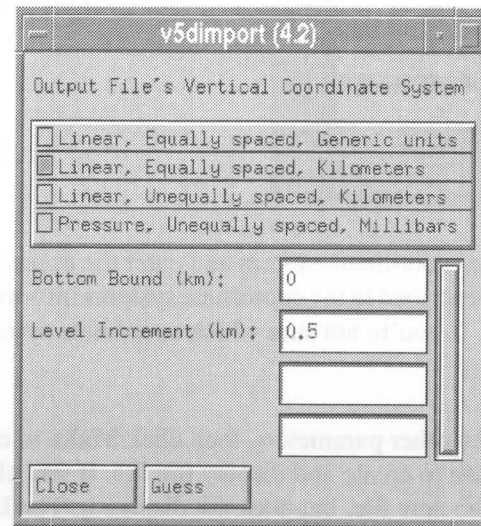 v5dimport (4.2)
Output File's Vertical Coordinate System
Linear, Equally spaced, Generic units
Linear, Equally spaced, Kilometers
Linear, Unequally spaced, Kilometers
Pressure, Unequally spaced, Millibars
Bottom Bound (km): 0
Level Increment (km): 0.5
Close Guess